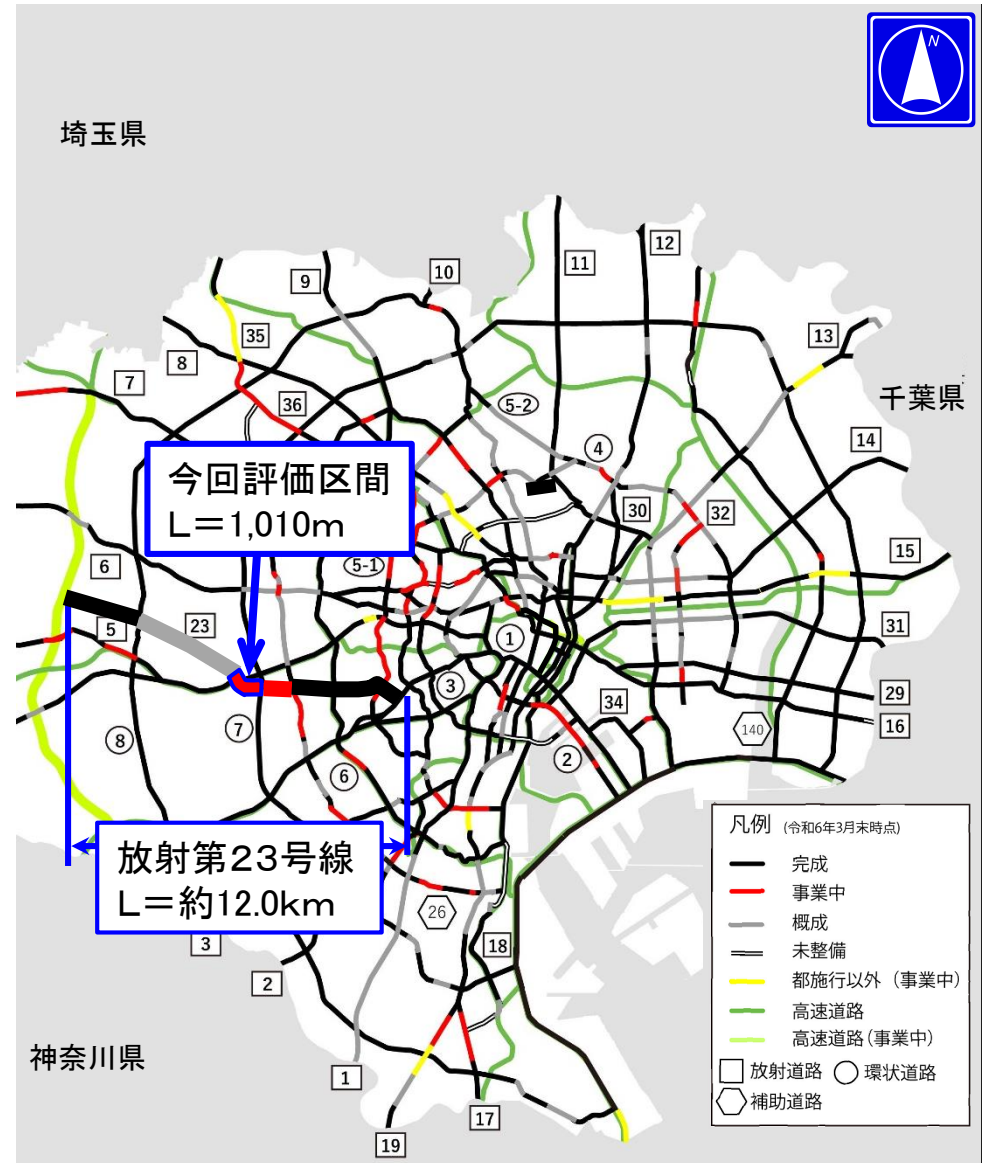 N
埼玉県
12
11
10
9
13
35
8
7
千葉県
36
5-2
14
4
今回評価区間
L=1,010m
30
32
15
5-1
6
23
5
1
31
3
29
34
16
7
8
2
140
6
凡例 (令和6年3月末時点)
完成
放射第23号線
L=約12.0km
事業中
26
概成
3
18
未整備
2
都施行以外 (事業中)
高速道路
高速道路(事業中)
神奈川県
1
放射道路 環状道路
17
補助道路
19